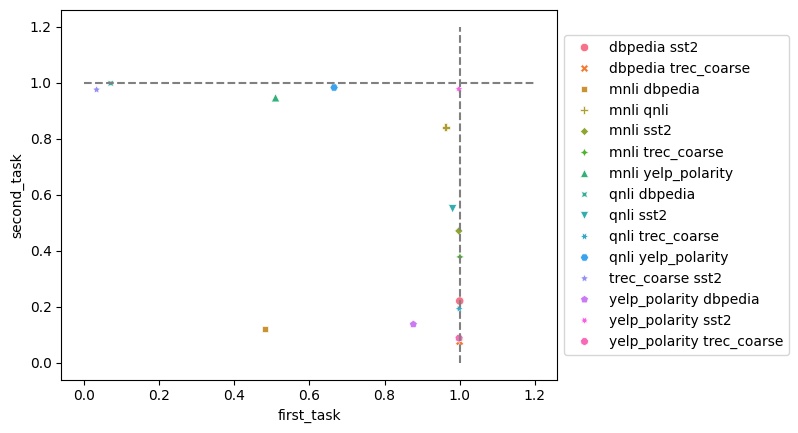 1.2
1.0
0.8
0.6
0.4
0.2
0.0
second_task
0.0 0.2 0.4 0.6 0.8 1.0 1.2
first_task
dbpedia sst2
dbpedia trec_coarse
mnli dbpedia
mnli qnli
mnli sst2
mnli trec_coarse
mnli yelp_polarity
qnli dbpedia
qnli sst2
qnli trec_coarse
qnli yelp_polarity
trec_coarse sst2
yelp_polarity dbpedia
yelp_polarity sst2
yelp_polarity trec_coarse